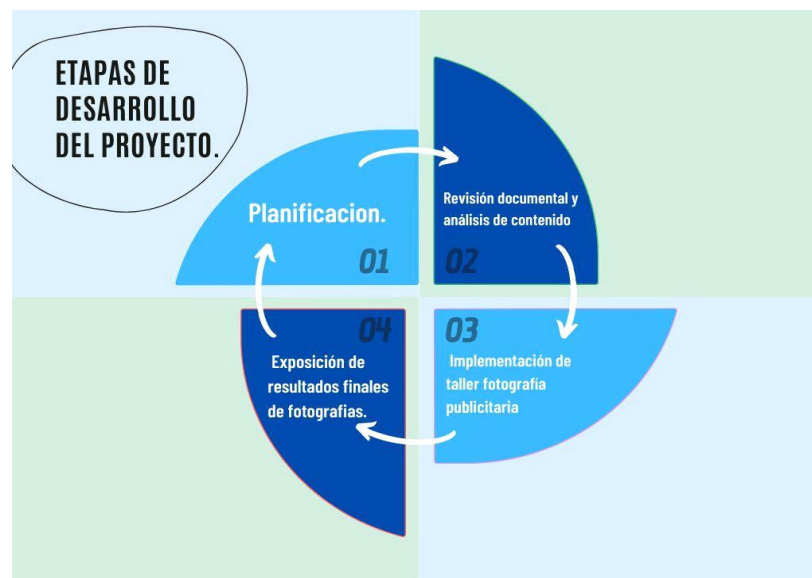 ETAPAS DE
DESARROLLO
DEL PROYECTO.
Planificacion.
01
Revisión documental y
análisis de contenido
02
03
Implementación de
taller fotografía
publicitaria
04
Exposición de
resultados finales
de fotografias.